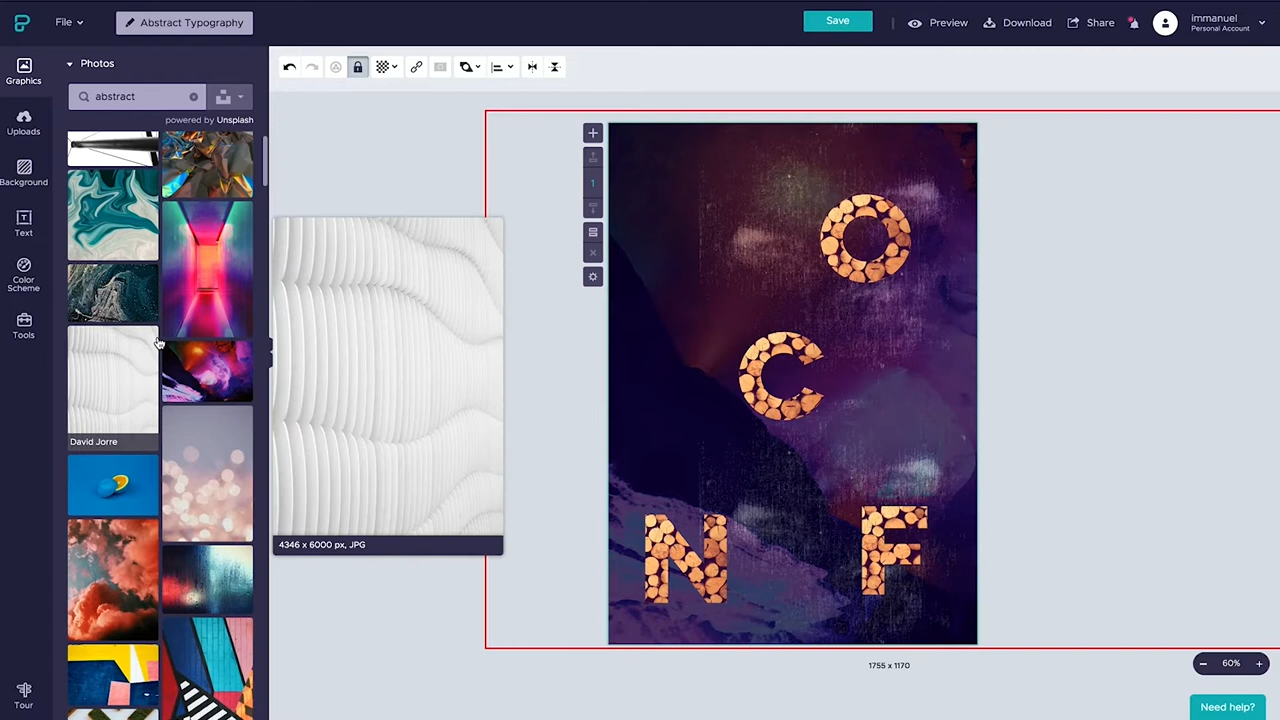 File
Abstract Typography
Save
Preview
Download
Share
immanuel
Personal Account
Graphics
Uploads
Background
Text
Color
Scheme
Tools
Tour
Photos
abstract
powered by Unsplash
David Jorre
4346 x 6000 px, JPG
1
O
C
N F
1755 x 1170
60%
Need help?